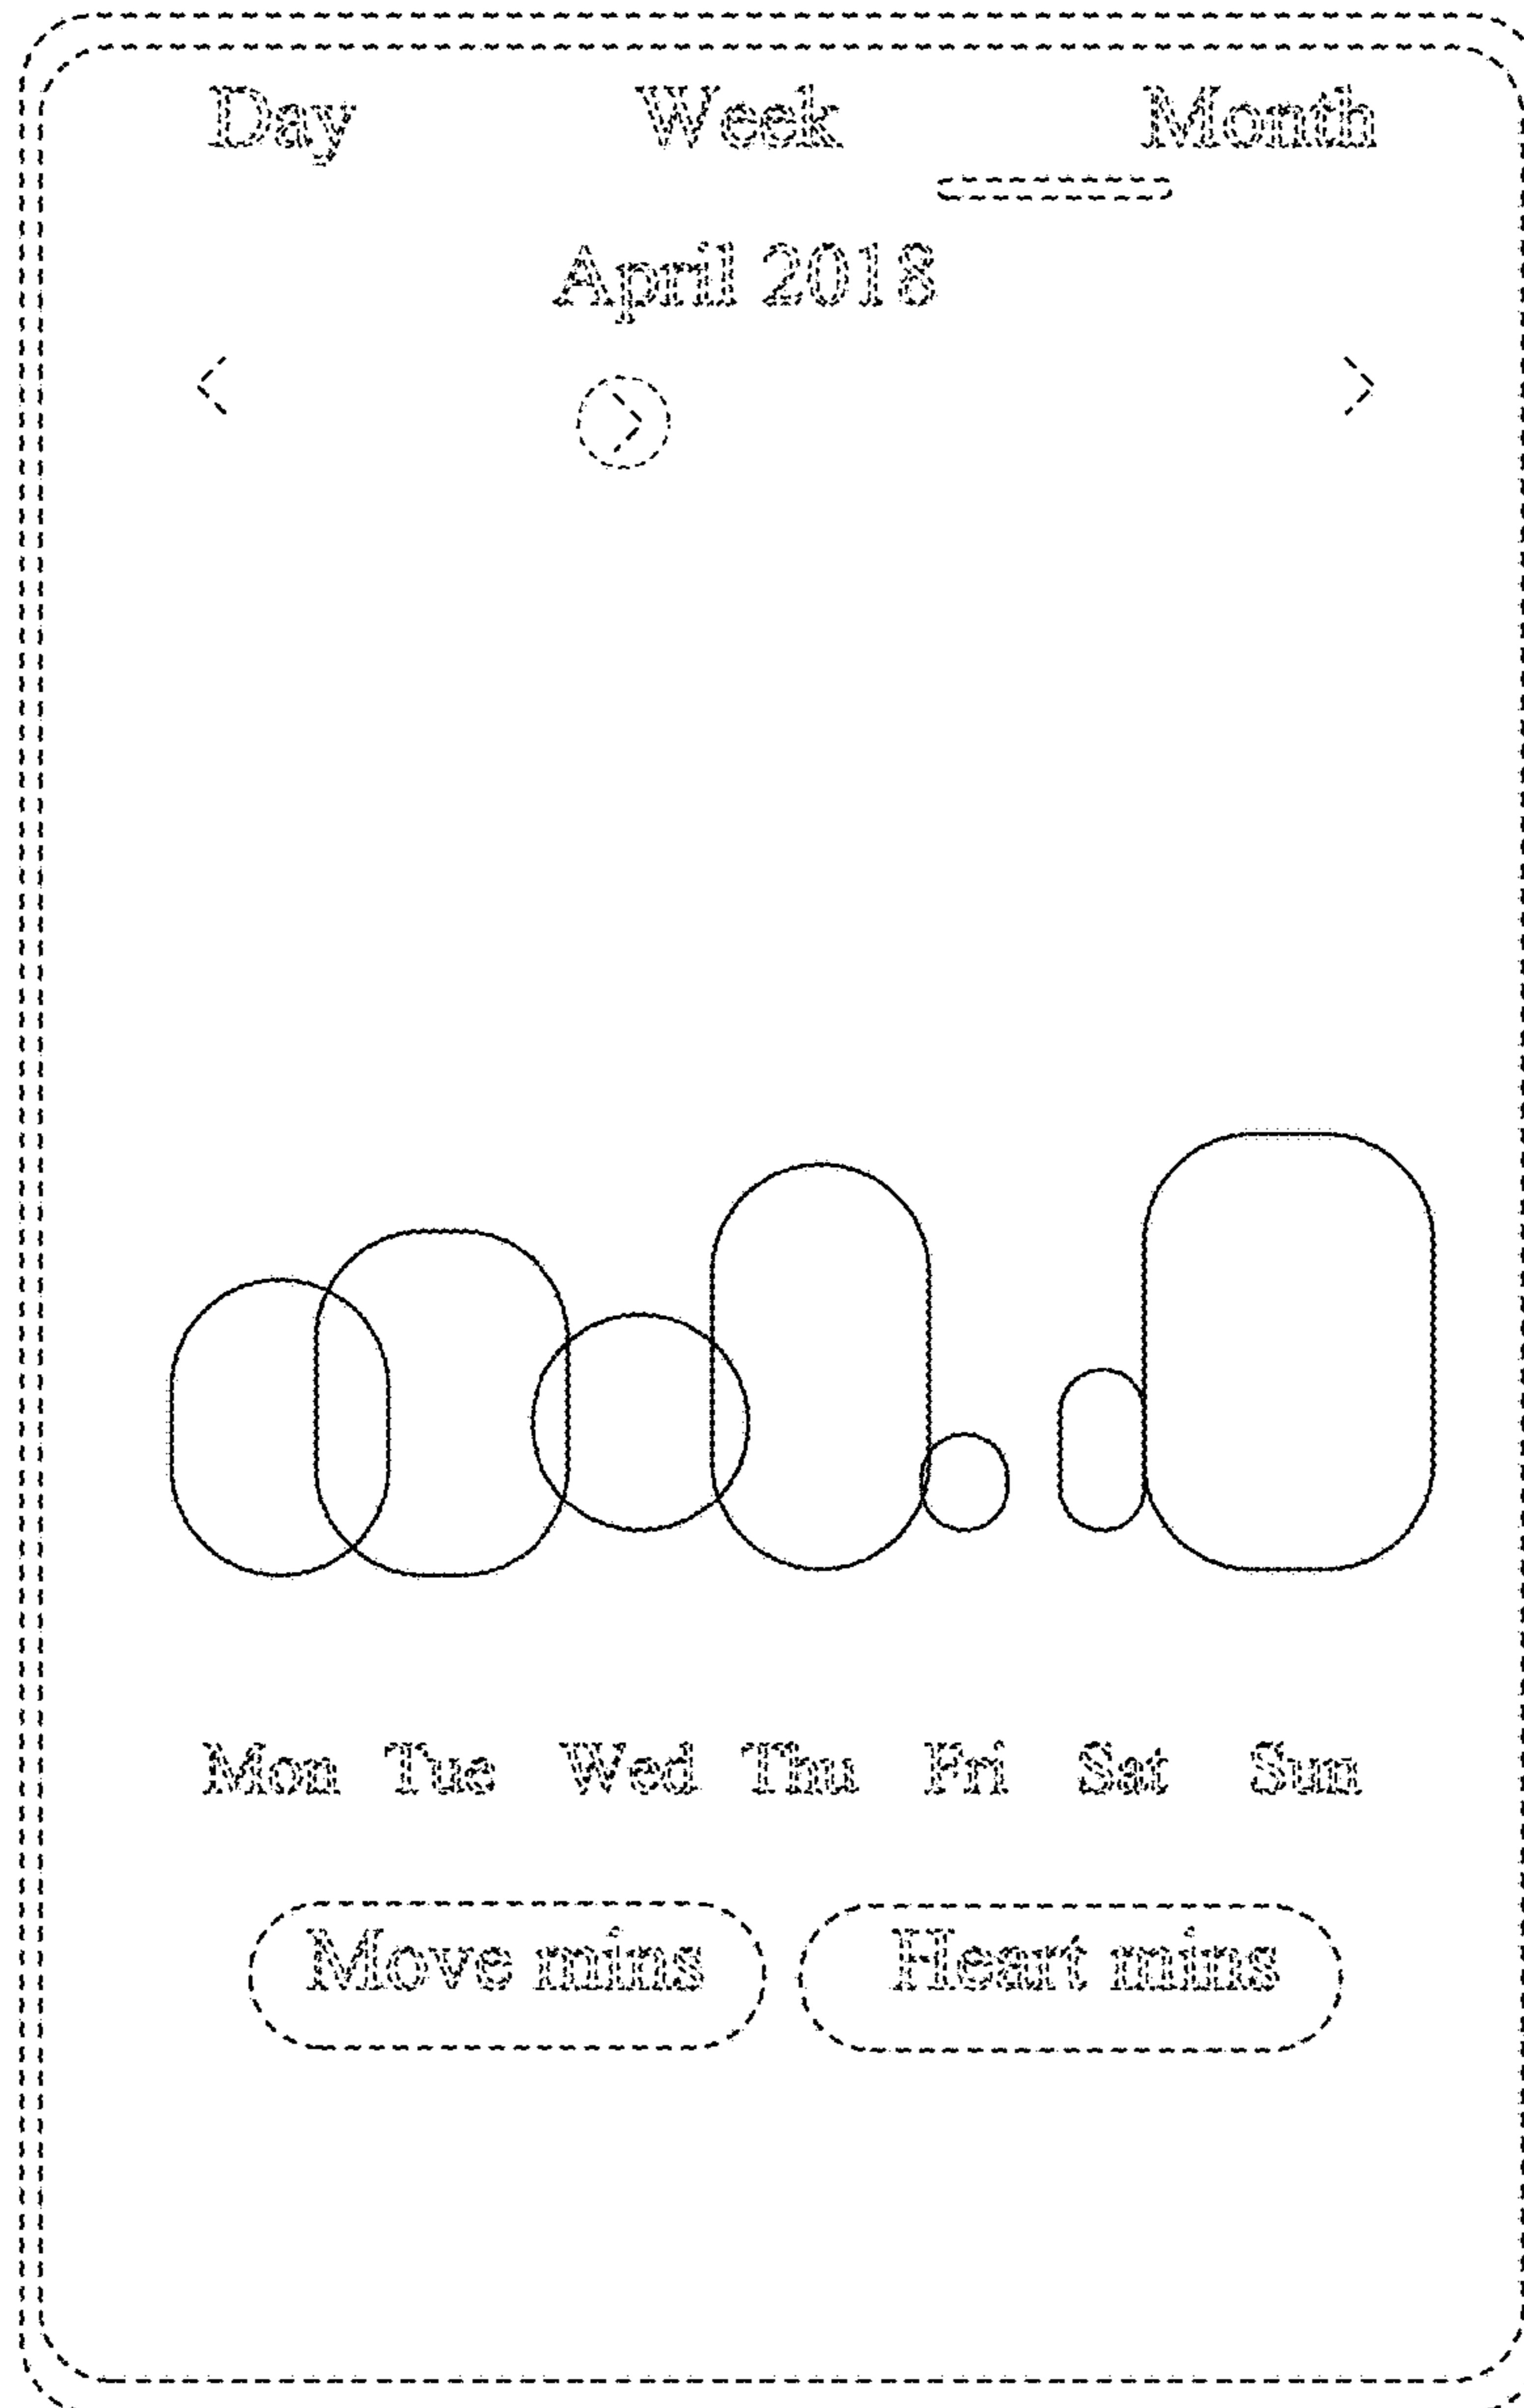 Day Week Month
April 2018
Mon Tue Wed Thu Fri Sat Sun
Move mins Heart mins